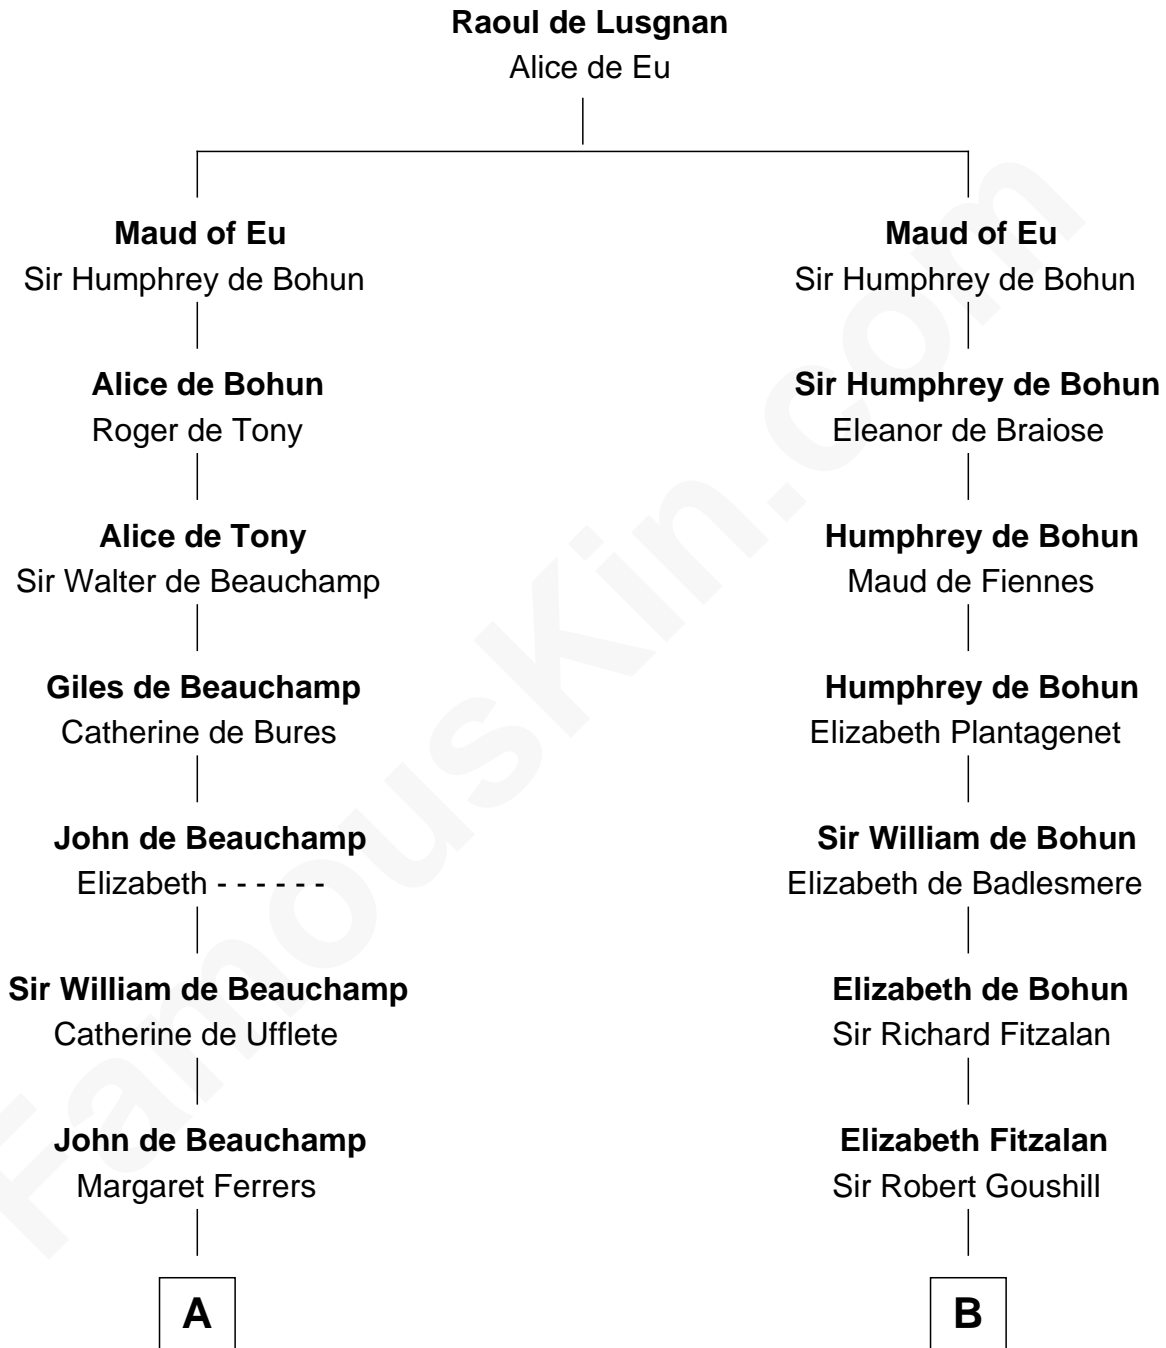 Raoul de Lusgnan
Alice de Eu
Maud of Eu
Sir Humphrey de Bohun
Maud of Eu
Sir Humphrey de Bohun
Alice de Bohun
Roger de Tony
Sir Humphrey de Bohun
Eleanor de Braiose
Alice de Tony
Sir Walter de Beauchamp
Humphrey de Bohun
Maud de Fiennes
Giles de Beauchamp
Catherine de Bures
Humphrey de Bohun
Elizabeth Plantagenet
John de Beauchamp
Elizabeth - - - - - -
Sir William de Bohun
Elizabeth de Badlesmere
Sir William de Beauchamp
Catherine de Ufflete
Elizabeth de Bohun
Sir Richard Fitzalan
John de Beauchamp
Margaret Ferrers
Elizabeth Fitzalan
Sir Robert Goushill
A
B
FamousKin.com